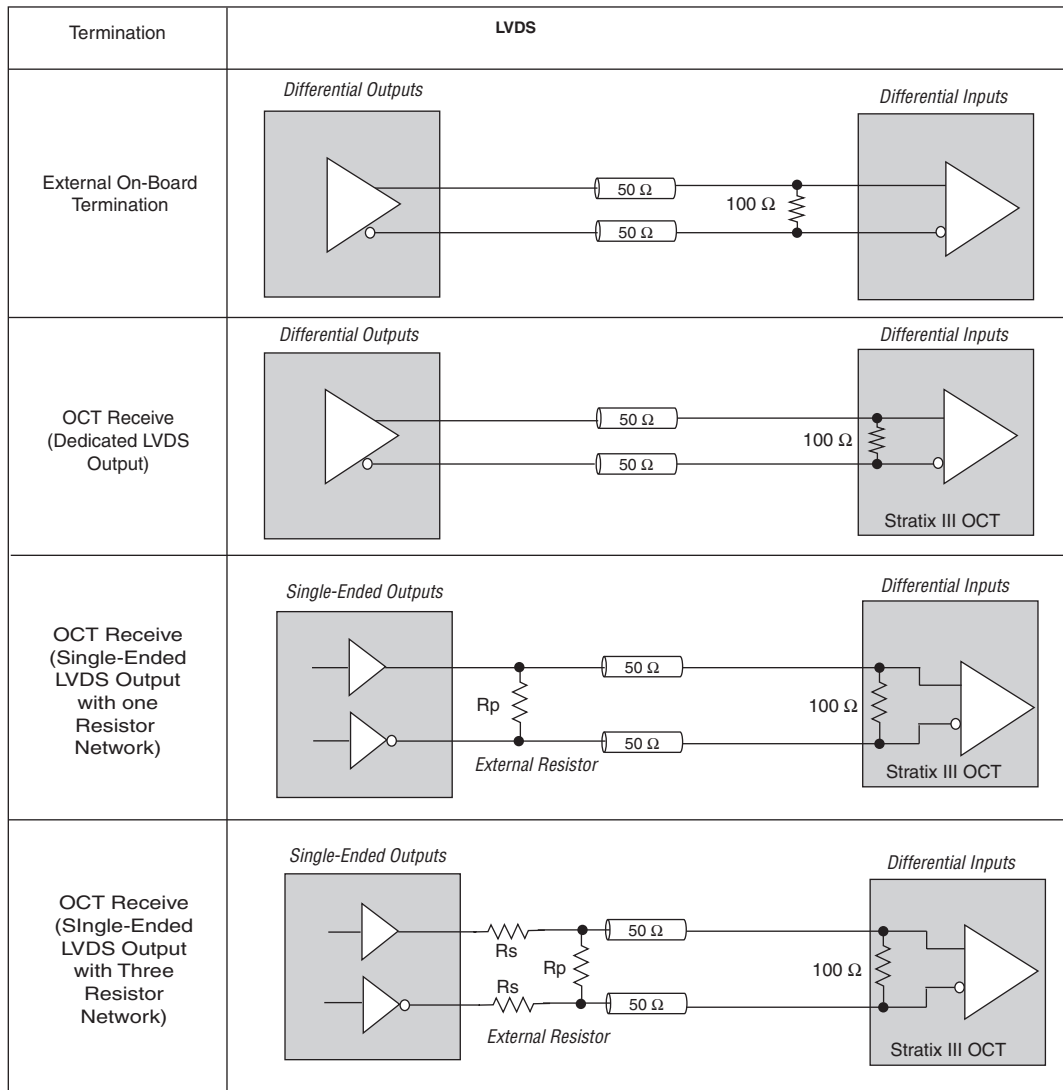 Termination
LVDS
External On-Board
Termination
Differential Outputs
Differential Inputs
50 Ω
100 Ω
50 Ω
OCT Receive
(Dedicated LVDS
Output)
Differential Outputs
Differential Inputs
50 Ω
100 Ω
50 Ω
Stratix III OCT
OCT Receive
(Single-Ended
LVDS Output
with one
Resistor
Network)
Single-Ended Outputs
Differential Inputs
50 Ω
Rp
100 Ω
50 Ω
External Resistor
Stratix III OCT
OCT Receive
(SIngle-Ended
LVDS Output
with Three
Resistor
Network)
Single-Ended Outputs
Differential Inputs
50 Ω
Rs
Rp
100 Ω
Rs
50 Ω
External Resistor
Stratix III OCT